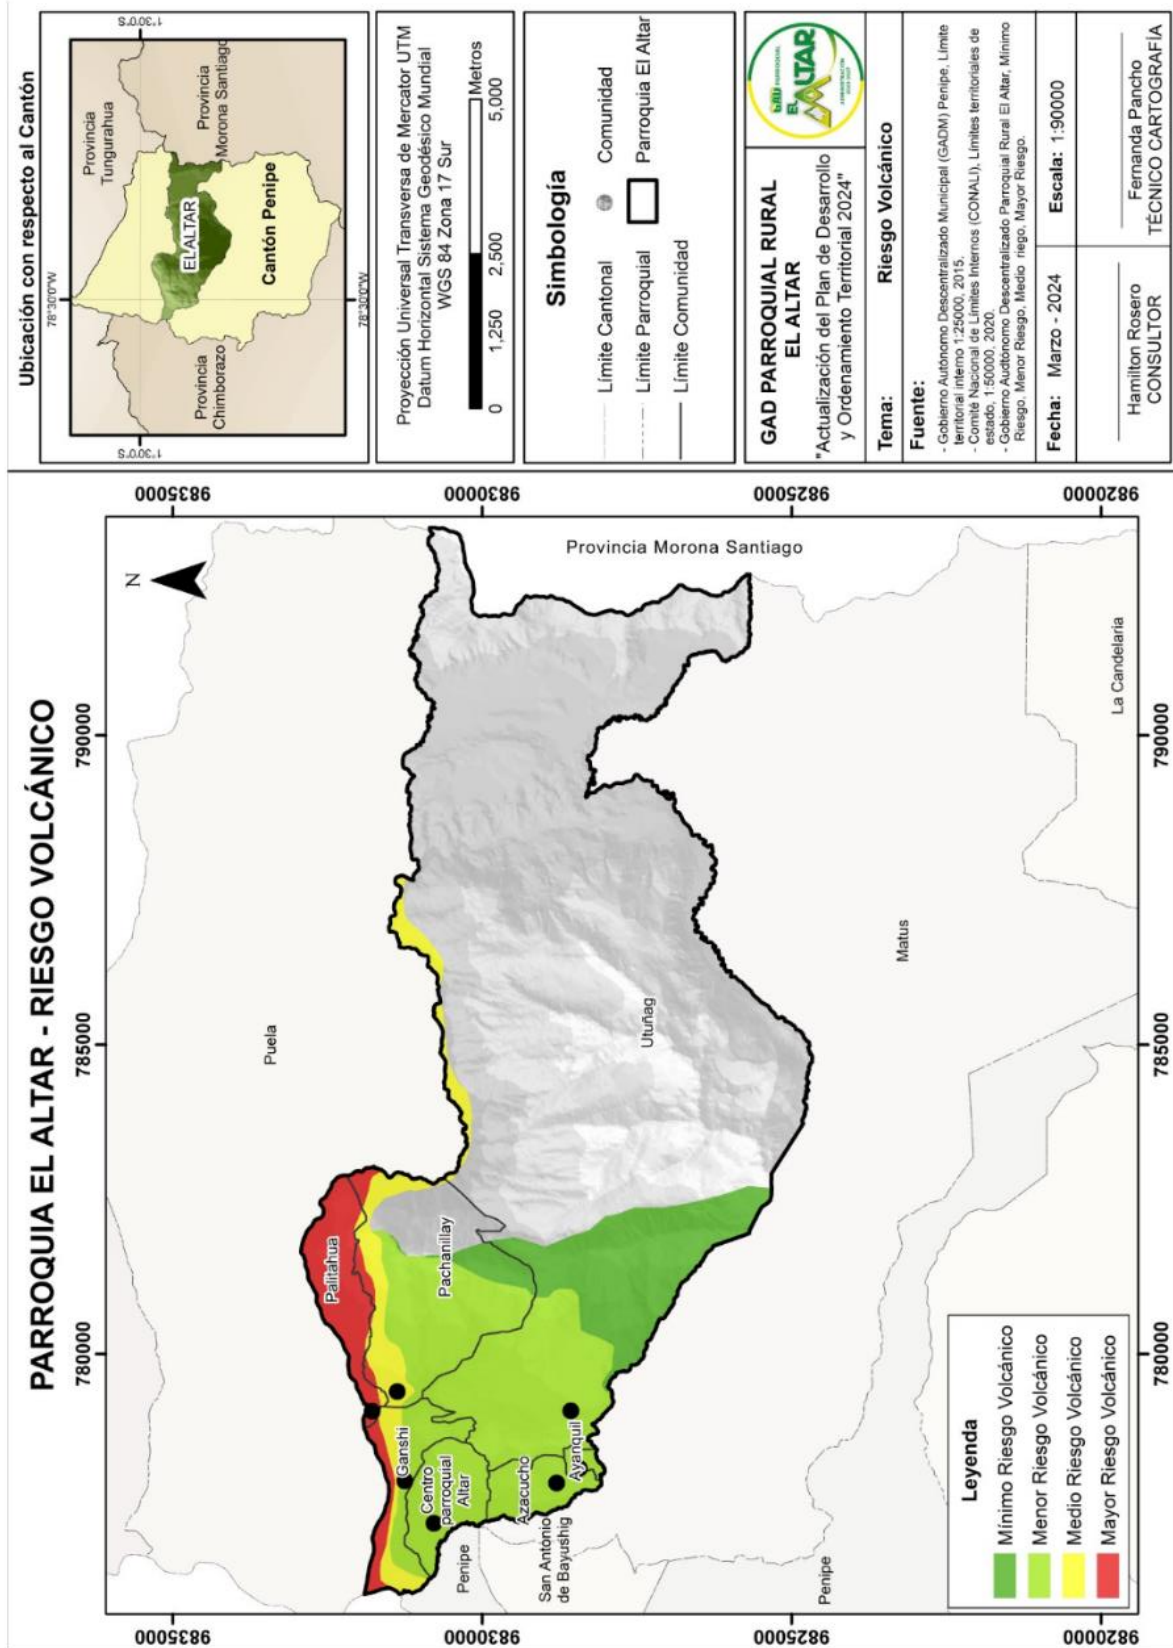 PARROQUIA EL ALTAR - RIESGO VOLCÁNICO
780000
785000
790000
9835000
9830000
9825000
9820000
9835000
9830000
9825000
9820000
780000
785000
790000
N
Puela
Provincia Morona Santiago
Palitahua
Pachanillay
Ganshi
Centro
parroquial
Altar
Utuñag
Azacucho
Ayanquil
Penipe
San Antonio
de Bayushig
Penipe
Matus
La Candelaria
Leyenda
Mínimo Riesgo Volcánico
Menor Riesgo Volcánico
Medio Riesgo Volcánico
Mayor Riesgo Volcánico
Ubicación con respecto al Cantón
78°30'0"W
1°30'0"S
1°30'0"S
Provincia
Tungurahua
Provincia
Morona Santiago
EL ALTAR
Provincia
Chimborazo
Cantón Penipe
78°30'0"W
Proyección Universal Transversa de Mercator UTM
Datum Horizontal Sistema Geodésico Mundial
WGS 84 Zona 17 Sur
0 1,250 2,500 5,000
Metros
Simbología
Límite Cantonal
Comunidad
Límite Parroquial
Parroquia El Altar
Límite Comunidad
GAD PARROQUIAL RURAL
EL ALTAR
"Actualización del Plan de Desarrollo
y Ordenamiento Territorial 2024"
EL ALTAR
Tema: Riesgo Volcánico
Fuente:
- Gobierno Autónomo Descentralizado Municipal (GADM) Penipe, Límite
territorial interno 1:25000, 2015.
- Comité Nacional de Límites Internos (CONALI), Límites territoriales de
estado, 1:50000, 2020.
- Gobierno Audtónomo Descentralizado Parroquial Rural El Altar, Mínimo
Riesgo, Menor Riesgo, Medio riego, Mayor Riesgo.
Fecha: Marzo - 2024
Escala: 1:90000
Hamilton Rosero
CONSULTOR
Fernanda Pancho
TÉCNICO CARTOGRAFÍA